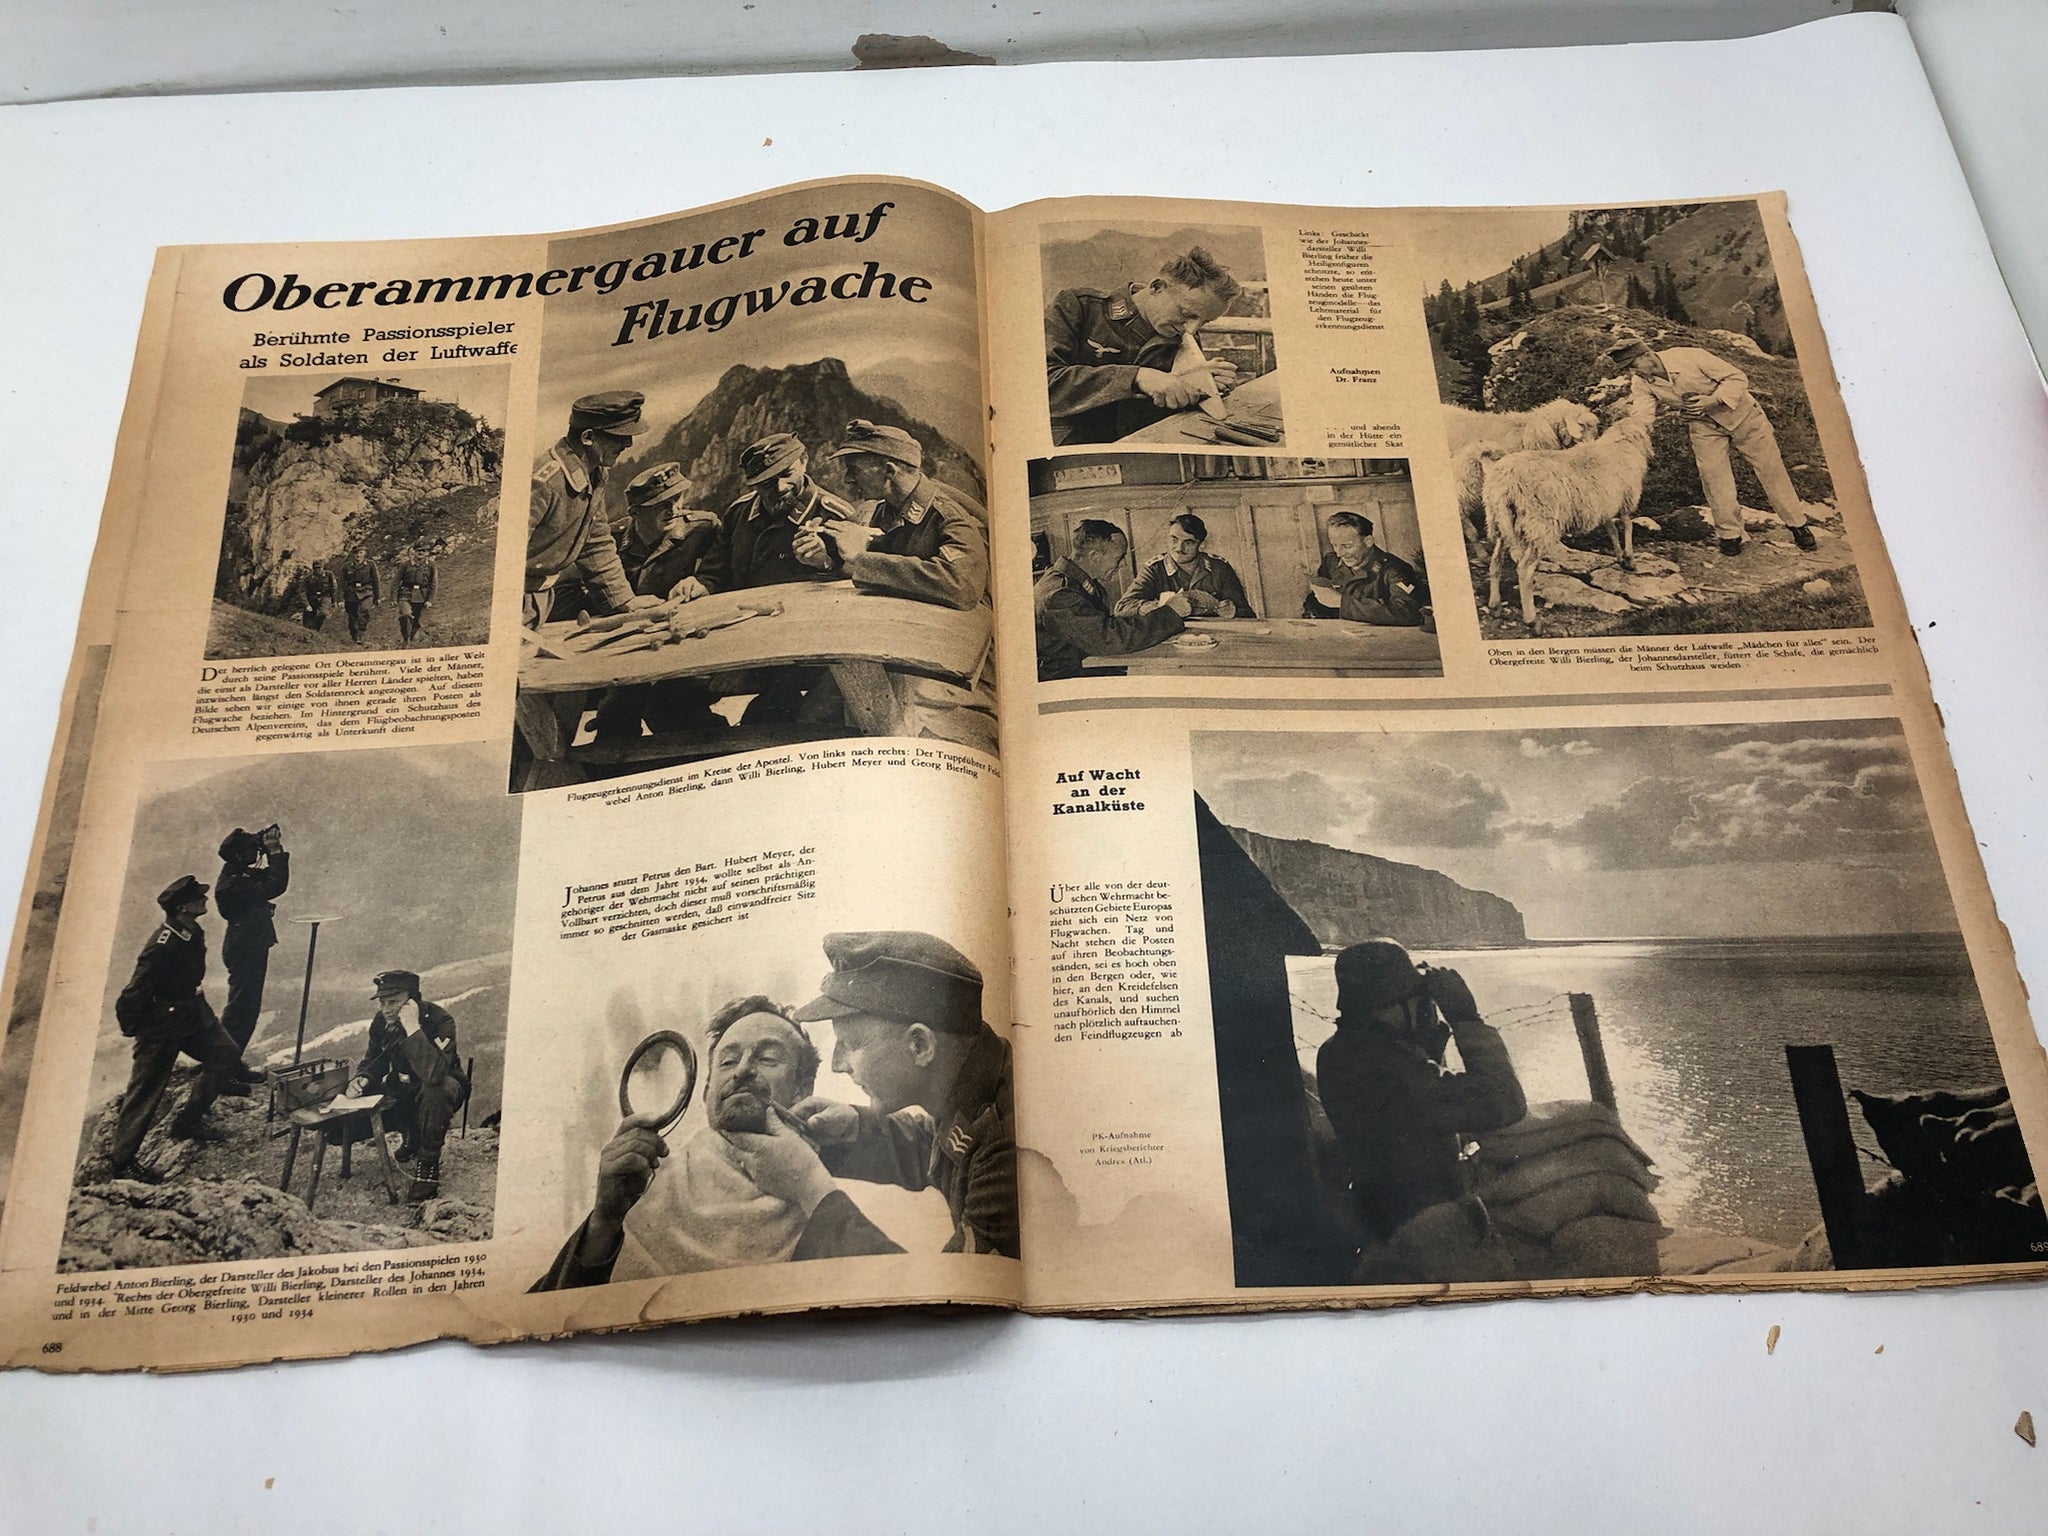 Oberammergauer auf
Flugwache
Berühmte Passionsspieler
als Soldaten der Luftwaffe
Der herrlich gelegene Ort Oberammergau ist in aller Welt
durch seine Passionsspiele berühmt. Viele der Männer,
die einst als Darsteller vor aller Herren Länder spielten, haben
inzwischen längst den Soldatenrock angezogen. Auf diesem
Bilde sehen wir einige von ihnen gerade ihren Posten als
Flugwache beziehen. Im Hintergrund ein Schutzhaus des
Deutschen Alpenvereins, das dem Flugbeobachtungsposten
gegenwärtig als Unterkunft dient
Flugzeugerkennungsdienst im Kreise der Apostel. Von links nach rechts: Der Truppführer Feld-
webel Anton Bierling, dann Willi Bierling, Hubert Meyer und Georg Bierling
Johannes stutzt Petrus den Bart. Hubert Meyer, der
Petrus aus dem Jahre 1934, wollte selbst als An-
gehöriger der Wehrmacht nicht auf seinen prächtigen
Vollbart verzichten, doch dieser muß vorschriftsmäßig
immer so geschnitten werden, daß einwandfreier Sitz
der Gasmaske gesichert ist
Feldwebel Anton Bierling, der Darsteller des Jakobus bei den Passionsspielen 1930
und 1934. Rechts der Obergefreite Willi Bierling, Darsteller des Johannes 1934,
und in der Mitte Georg Bierling, Darsteller kleinerer Rollen in den Jahren
1930 und 1934
688
Links: Geschickt
wie der Johannes-
darsteller Willi
Bierling früher die
Heiligenfiguren
schnitzte, so ent-
stehen heute unter
seinen geübten
Händen die Flug-
zeugmodelle – das
Lehrmaterial für
den Flugzeug-
erkennungsdienst
Aufnahmen
Dr. Franz
. . . und abends
in der Hütte ein
gemütlicher Skat
Oben in den Bergen müssen die Männer der Luftwaffe „Mädchen für alles“ sein. Der
Obergefreite Willi Bierling, der Johannesdarsteller, füttert die Schafe, die gemächlich
beim Schutzhaus weiden
Auf Wacht
an der
Kanalküste
Über alle von der deut-
schen Wehrmacht be-
schützten Gebiete Europas
zieht sich ein Netz von
Flugwachen. Tag und
Nacht stehen die Posten
auf ihren Beobachtungs-
ständen, sei es hoch oben
in den Bergen oder, wie
hier, an den Kreidefelsen
des Kanals, und suchen
unaufhörlich den Himmel
nach plötzlich auftauchen-
den Feindflugzeugen ab
PK-Aufnahme
von Kriegsberichter
Andres (Atl.)
689